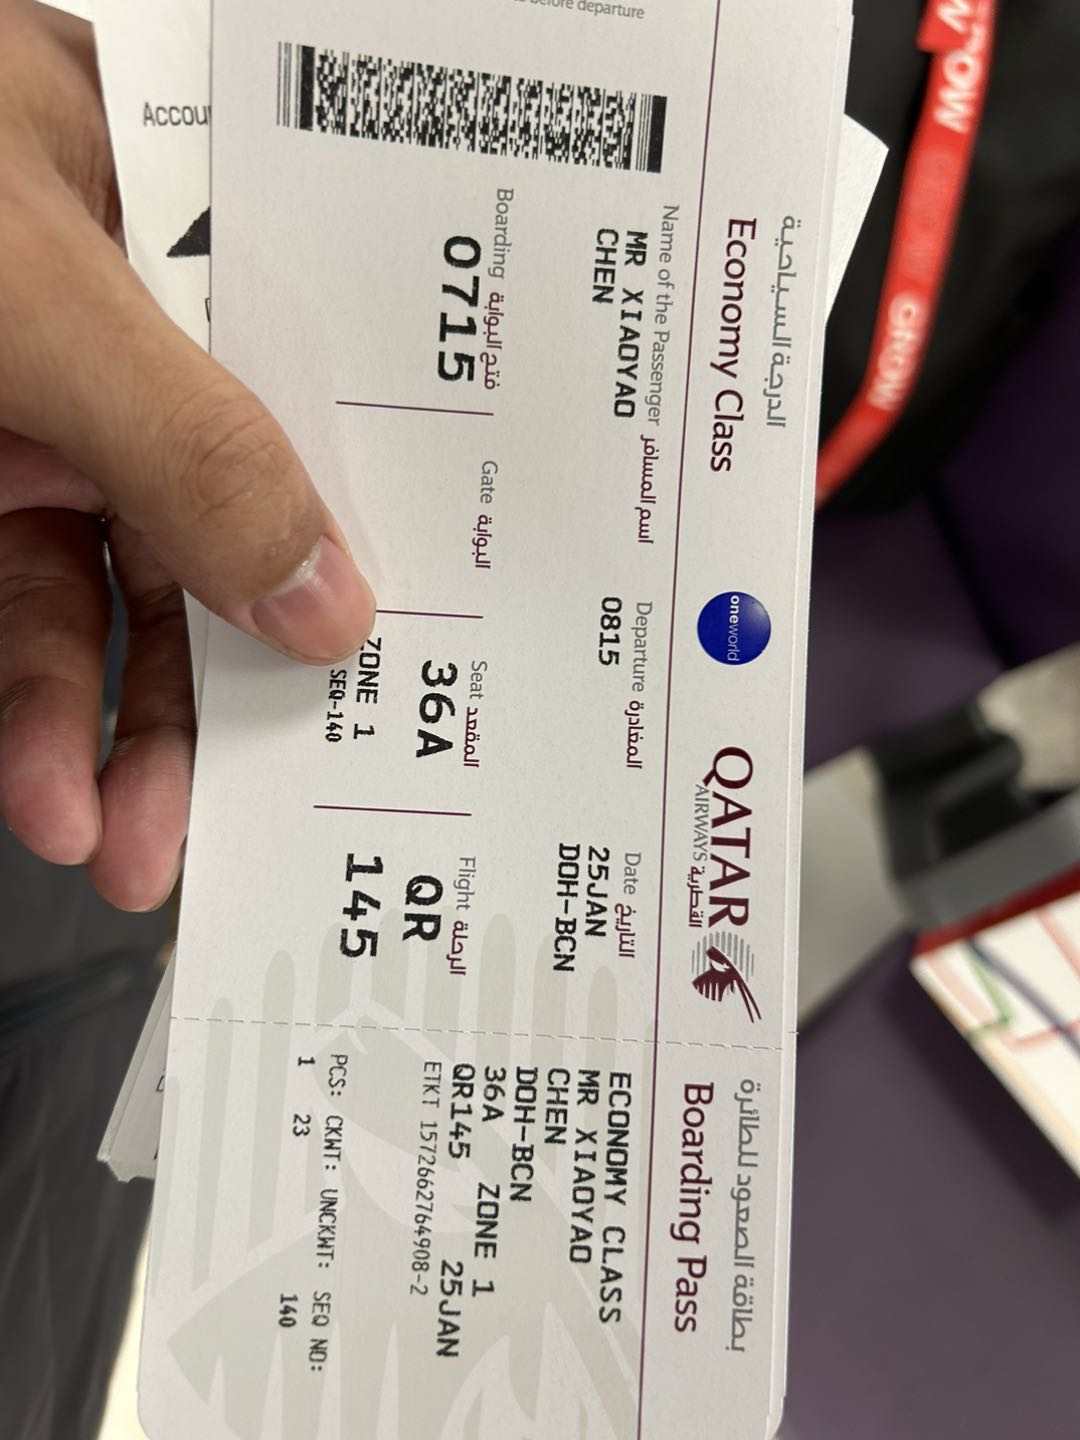 before departure
الدرجة السياحية
Economy Class
oneworld
QATAR
AIRWAYS القطرية
Name of the Passenger اسم المسافر
MR XIAOYAO
CHEN
Departure المغادرة
0815
Date التاريخ
25JAN
DOH-BCN
Boarding فتح البوابة
0715
Gate البوابة
Seat المقعد
36A
ZONE 1
SEQ-140
Flight الرحلة
QR
145
بطاقة الصعود للطائرة
Boarding Pass
ECONOMY CLASS
MR XIAOYAO
CHEN
DOH-BCN
36A ZONE 1
QR145 25JAN
ETKT 1572662764908-2
PCS: CKWT: UNCKWT: SEQ NO:
1 23 140
Accou
CROW